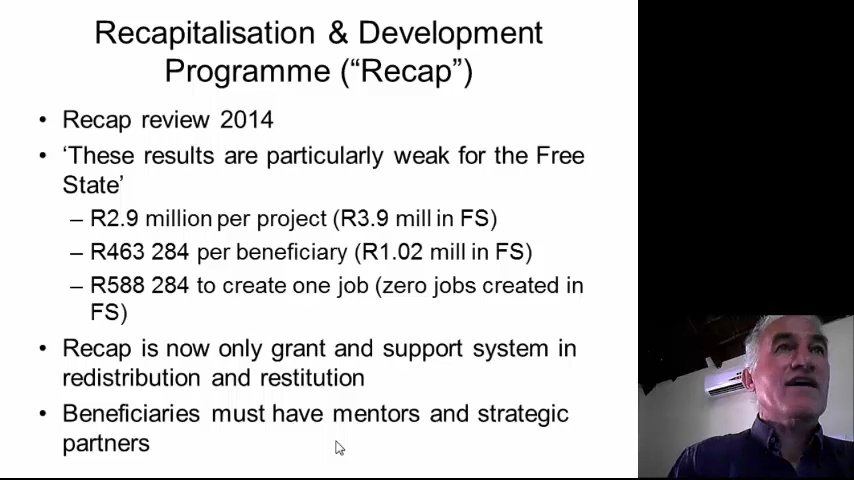 Recapitalisation & Development
Programme (“Recap”)
• Recap review 2014
• ‘These results are particularly weak for the Free
State’
– R2.9 million per project (R3.9 mill in FS)
– R463 284 per beneficiary (R1.02 mill in FS)
– R588 284 to create one job (zero jobs created in
FS)
• Recap is now only grant and support system in
redistribution and restitution
• Beneficiaries must have mentors and strategic
partners